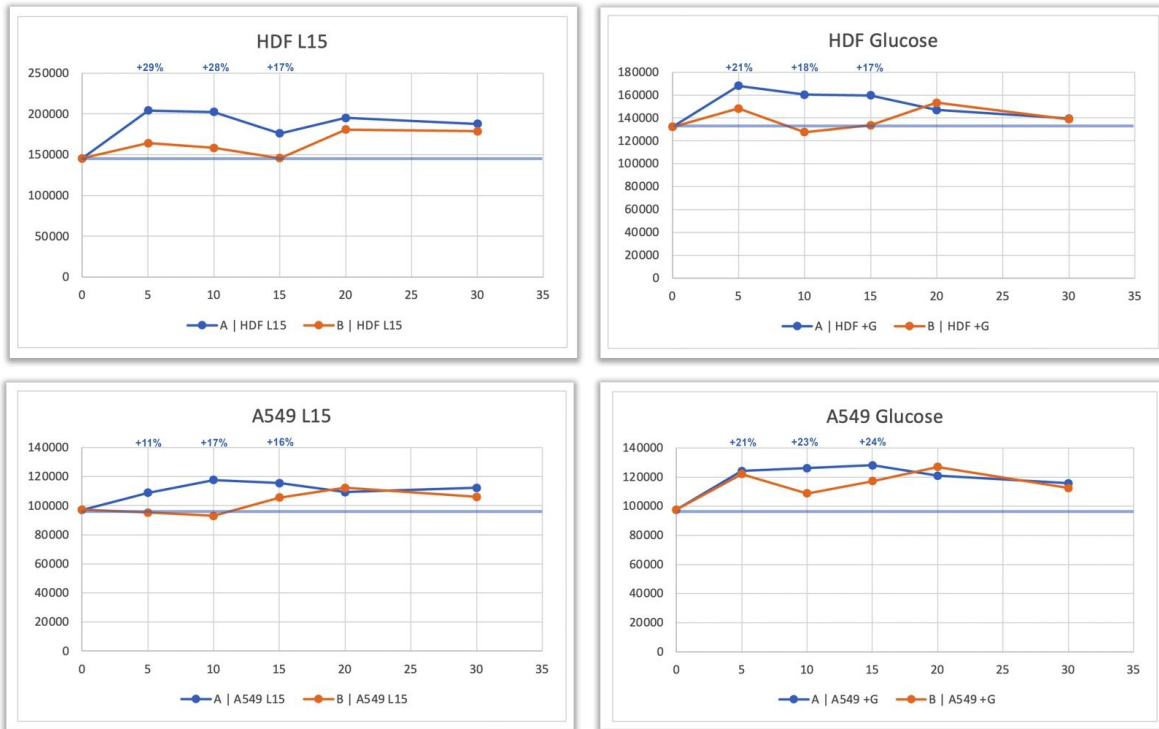 HDF L15
+29% +28% +17%
250000
200000
150000
100000
50000
0
0 5 10 15 20 25 30 35
A | HDF L15 B | HDF L15
HDF Glucose
+21% +18% +17%
180000
160000
140000
120000
100000
80000
60000
40000
20000
0
0 5 10 15 20 25 30 35
A | HDF +G B | HDF +G
A549 L15
+11% +17% +16%
140000
120000
100000
80000
60000
40000
20000
0
0 5 10 15 20 25 30 35
A | A549 L15 B | A549 L15
A549 Glucose
+21% +23% +24%
140000
120000
100000
80000
60000
40000
20000
0
0 5 10 15 20 25 30 35
A | A549 +G B | A549 +G